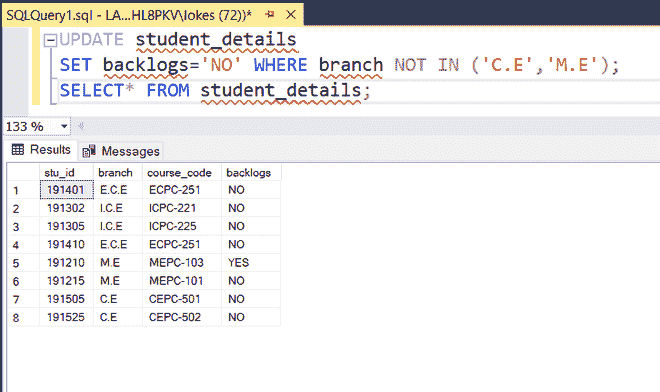 SQLQuery1.sql - LA...HL8PKV\lokes (72))*
UPDATE student_details
SET backlogs='NO' WHERE branch NOT IN ('C.E','M.E');
SELECT* FROM student_details;
133 %
Results Messages
stu_id branch course_code backlogs
1 191401 E.C.E ECPC-251 NO
2 191302 I.C.E ICPC-221 NO
3 191305 I.C.E ICPC-225 NO
4 191410 E.C.E ECPC-251 NO
5 191210 M.E MEPC-103 YES
6 191215 M.E MEPC-101 NO
7 191505 C.E CEPC-501 NO
8 191525 C.E CEPC-502 NO